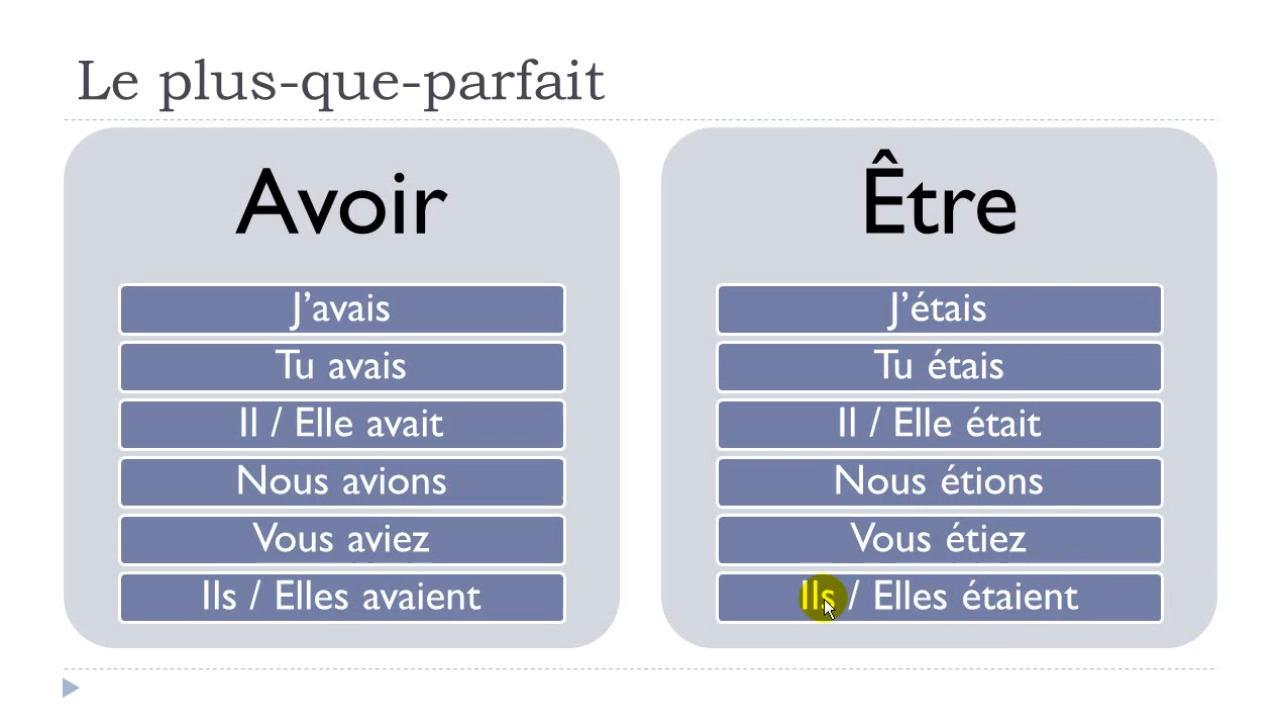 Le plus-que-parfait
Avoir
J’avais
Tu avais
Il / Elle avait
Nous avions
Vous aviez
Ils / Elles avaient
Être
J’étais
Tu étais
Il / Elle était
Nous étions
Vous étiez
Ils / Elles étaient